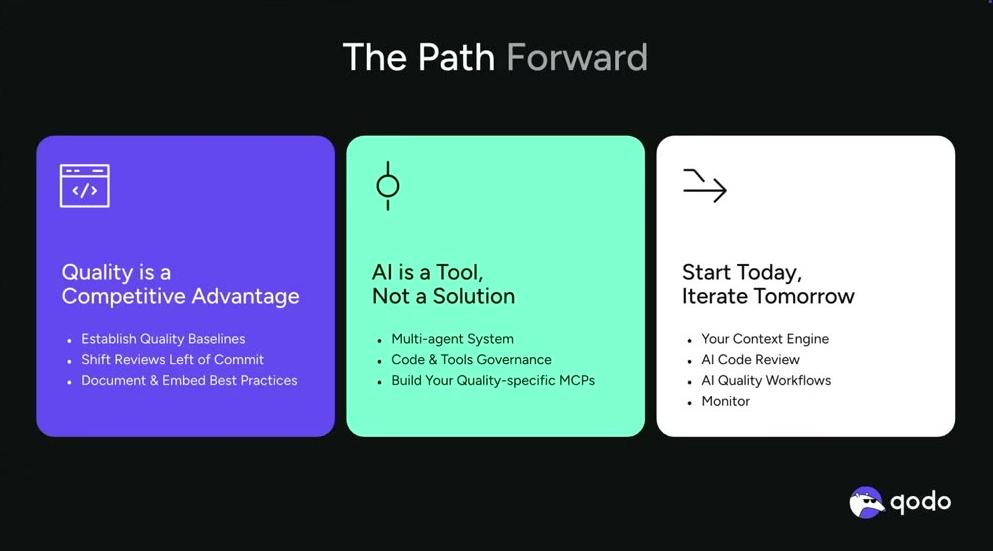 The Path Forward
</>
Quality is a
Competitive Advantage
• Establish Quality Baselines
• Shift Reviews Left of Commit
• Document & Embed Best Practices
AI is a Tool,
Not a Solution
• Multi-agent System
• Code & Tools Governance
• Build Your Quality-specific MCPs
Start Today,
Iterate Tomorrow
• Your Context Engine
• AI Code Review
• AI Quality Workflows
• Monitor
qodo